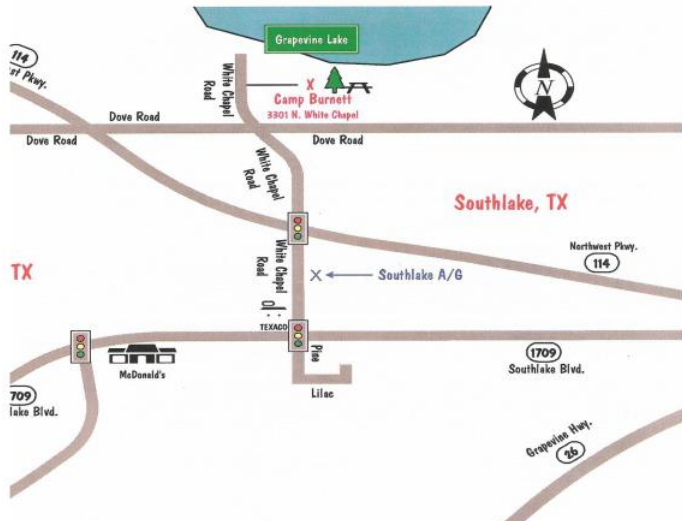 Grapevine Lake
114
st Pkwy.
White Chapel
Road
X
Camp Burnett
3301 N. White Chapel
N
Dove Road
Dove Road
Dove Road
White Chapel
Road
Southlake, TX
Northwest Pkwy.
114
White Chapel
Road
TX
X
Southlake A/G
TEXACO
Pine
McDonald's
1709
Southlake Blvd.
709
lake Blvd.
Lilac
Grapevine Hwy.
26